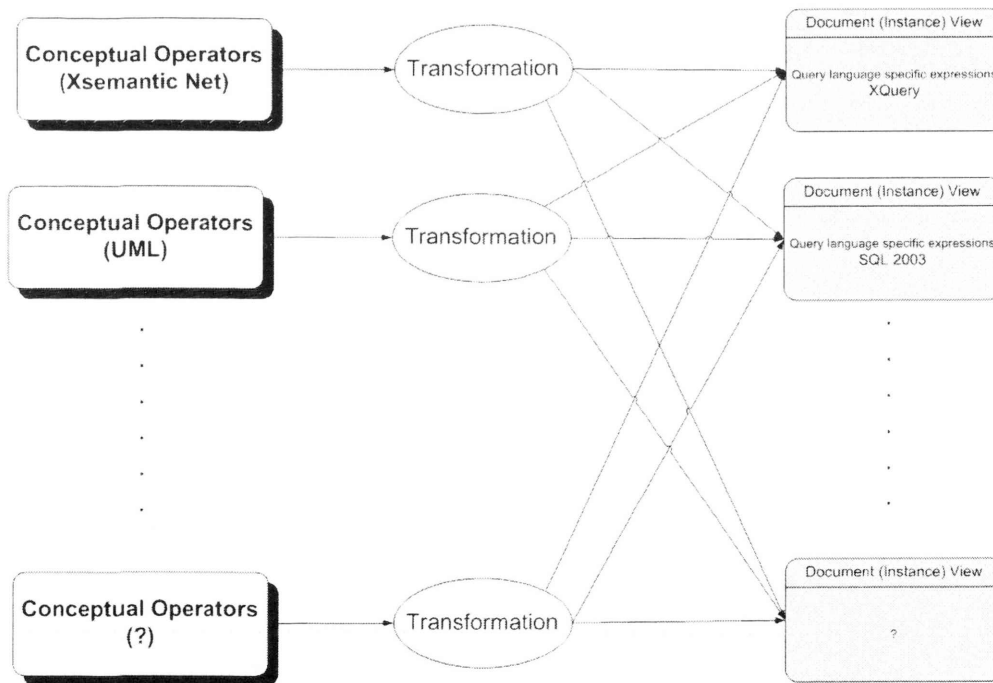 Conceptual Operators
(Xsemantic Net)
Transformation
Document (Instance) View
Query language specific expressions
XQuery
Conceptual Operators
(UML)
Transformation
Document (Instance) View
Query language specific expressions
SQL 2003
Conceptual Operators
(?)
Transformation
Document (Instance) View
?